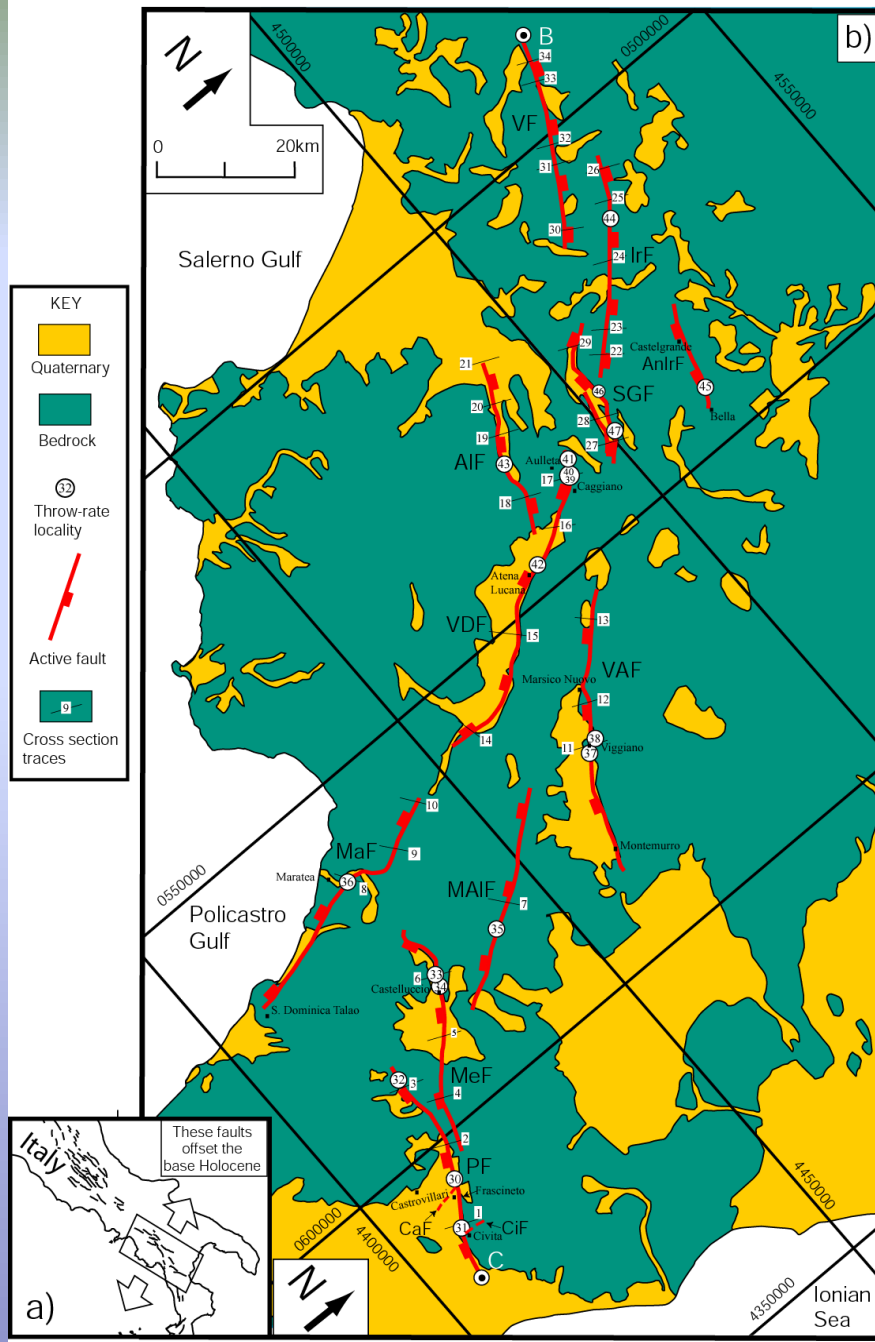 b)
N
0
20km
4500000
0500000
4550000
B
34
33
VF
32
31
30
26
25
44
24
IrF
Salerno Gulf
KEY
Quaternary
Bedrock
32
Throw-rate
locality
Active fault
9
Cross section
traces
23
22
29
Castelgrande
AnIrF
45
Bella
46
SGF
28
47
27
21
20
19
AlF
43
18
41
Aulleta
40
17
39
Caggiano
16
42
Atena
Lucana
VDF
15
14
13
VAF
Marsico Nuovo
12
38
11
Viggiano
37
Montemurro
10
MaF
9
Maratea
36
8
0550000
Policastro
Gulf
MAlF
7
35
S. Dominica Talao
33
6
34
Castelluccio
5
MeF
32
3
4
2
PF
30
Castrovillari
Frascineto
CaF
1
CiF
31
Civita
C
0600000
4400000
4450000
4350000
Ionian
Sea
N
Italy
These faults
offset the
base Holocene
a)